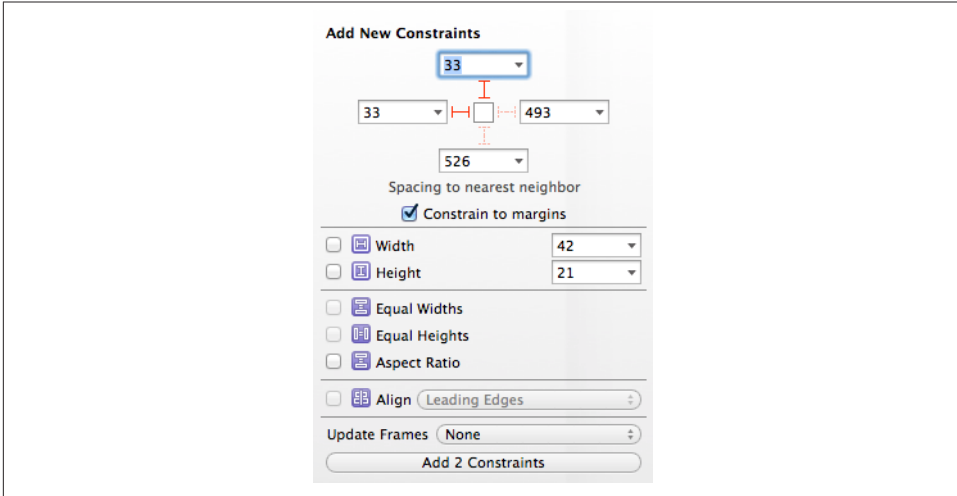 Add New Constraints
33
33 493
526
Spacing to nearest neighbor
Constrain to margins
Width 42
Height 21
Equal Widths
Equal Heights
Aspect Ratio
Align Leading Edges
Update Frames None
Add 2 Constraints